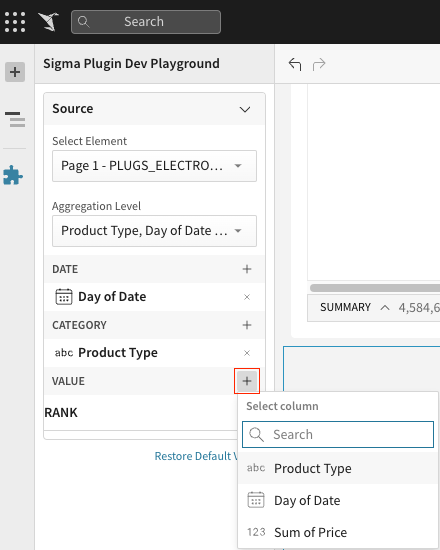 Search
Sigma Plugin Dev Playground
Source
Select Element
Page 1 - PLUGS_ELECTRO...
Aggregation Level
Product Type, Day of Date ...
DATE
Day of Date
CATEGORY
abc Product Type
VALUE
RANK
Restore Default V
SUMMARY 4,584,6
Select column
Search
abc Product Type
Day of Date
123 Sum of Price